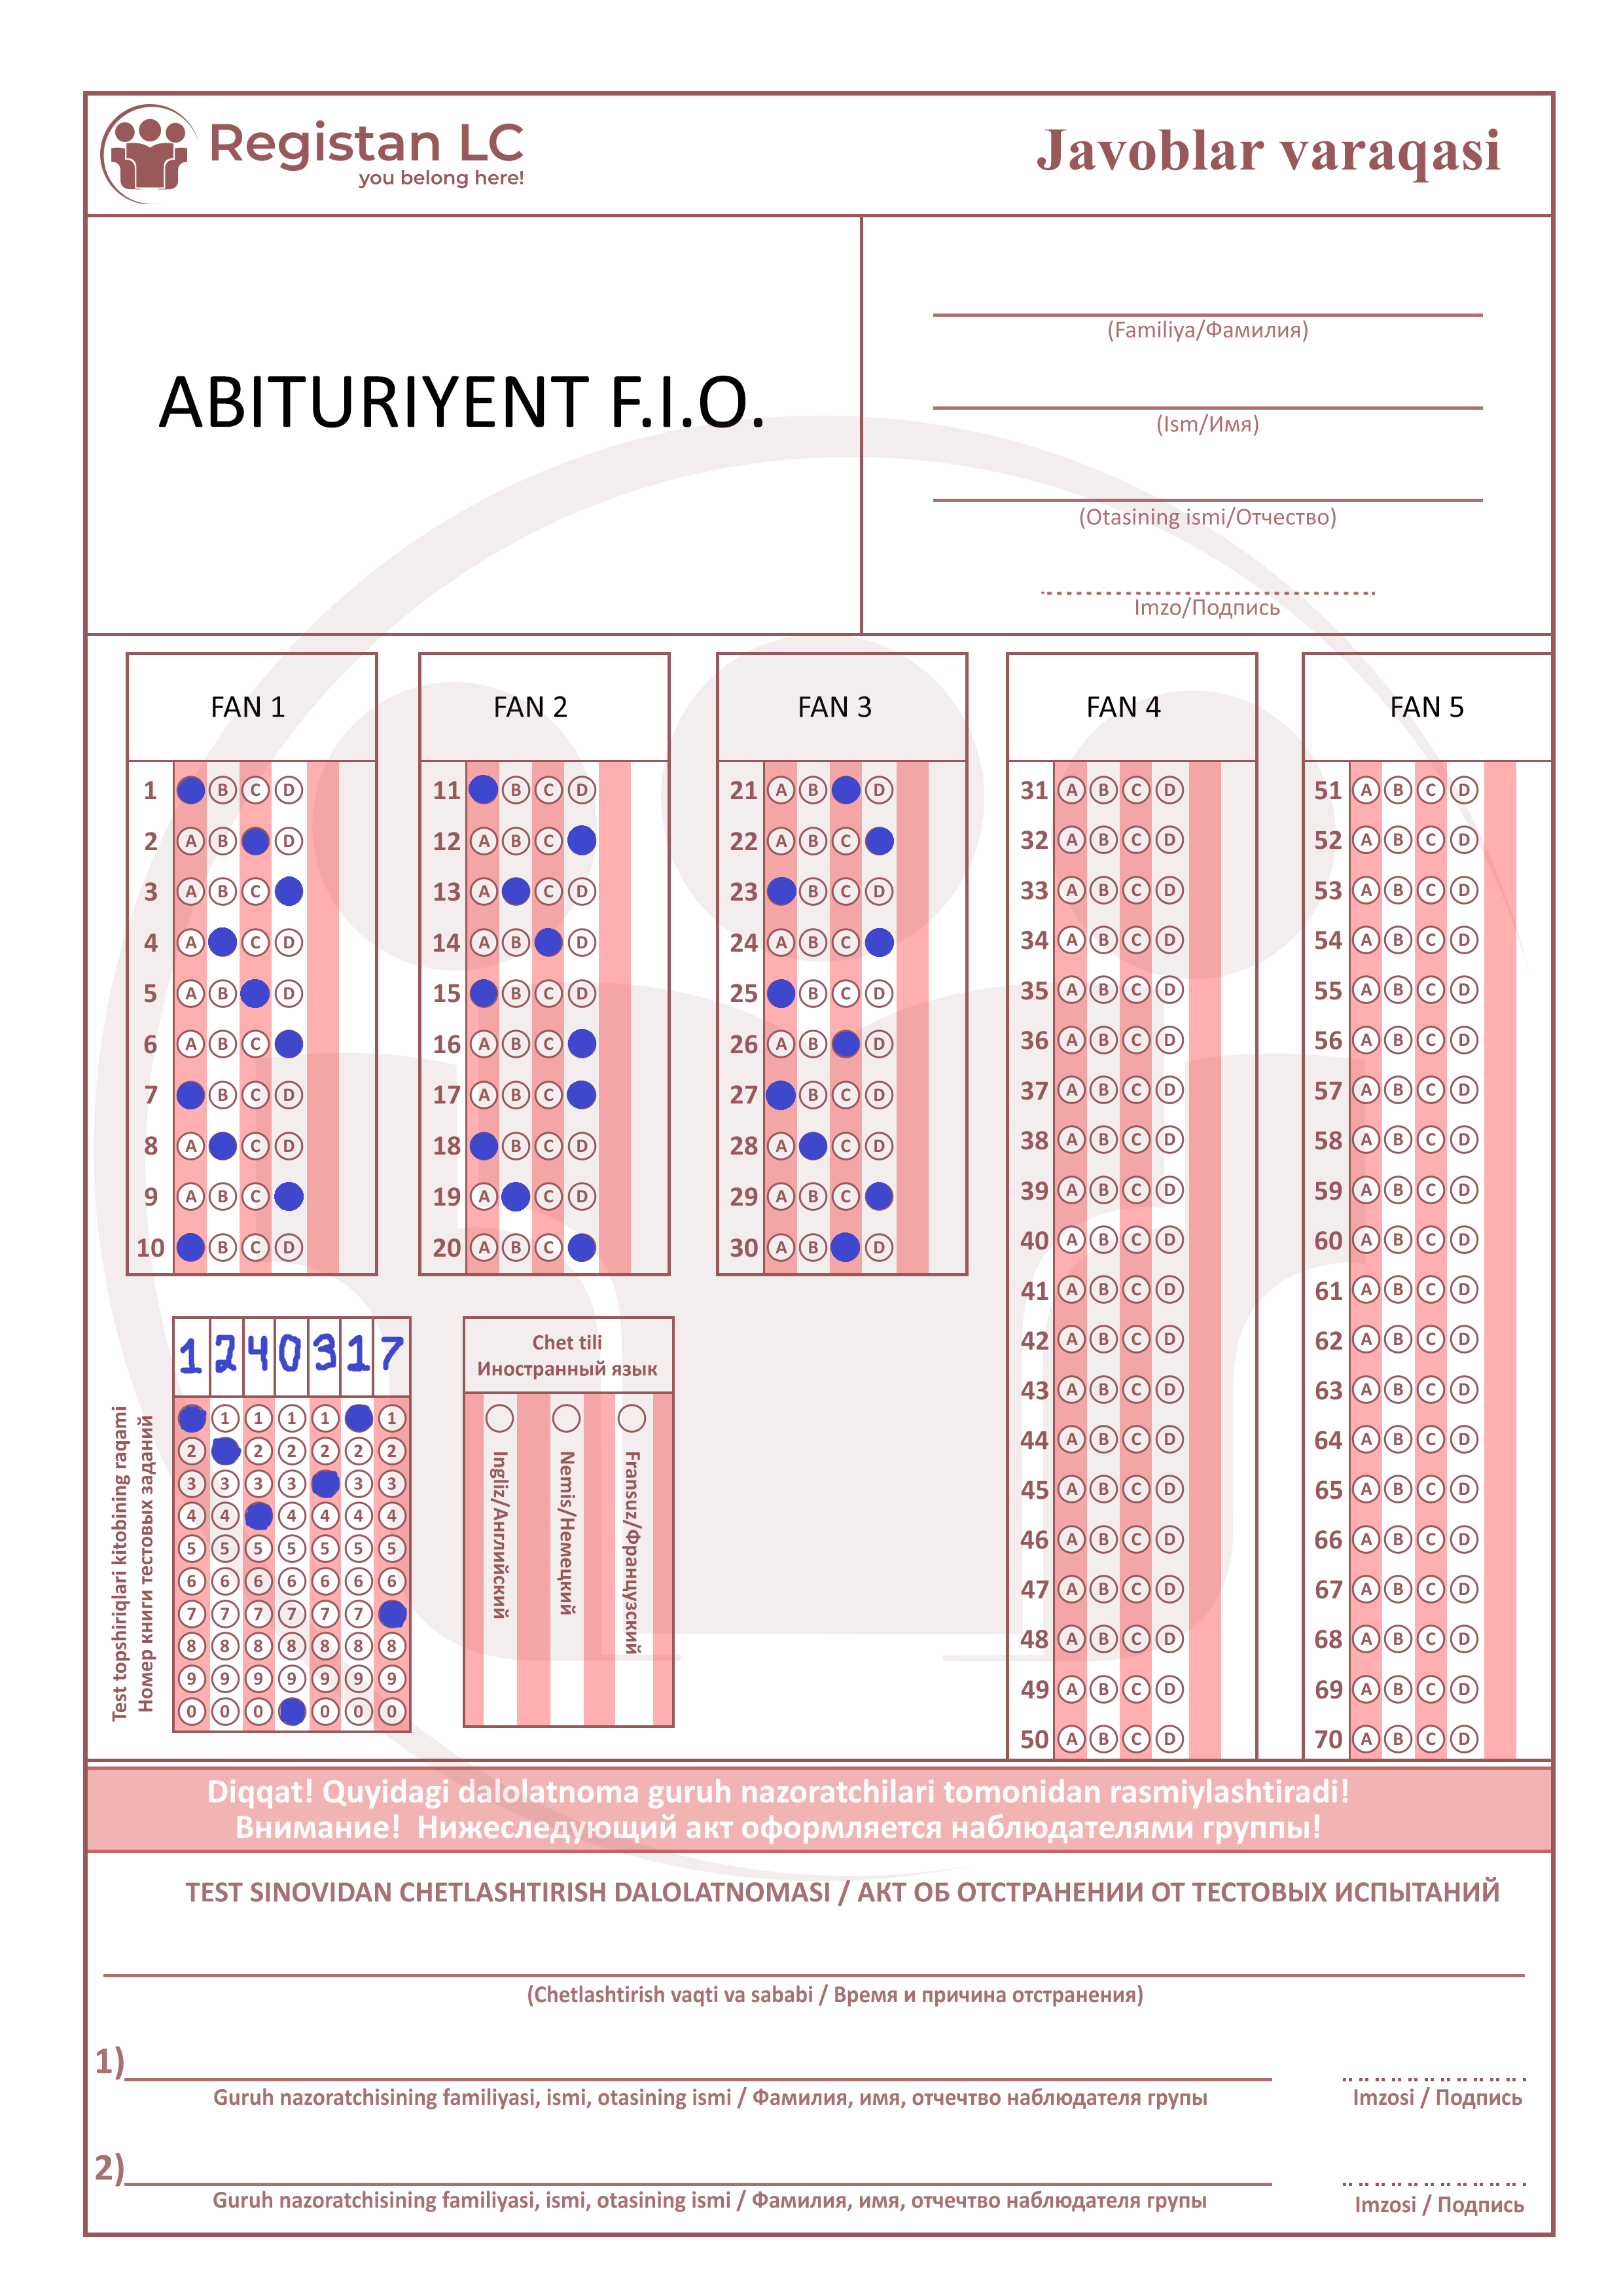 Registan LC
you belong here!
Javoblar varaqasi
ABITURIYENT F.I.O.
(Familiya/Фамилия)
(Ism/Имя)
(Otasining ismi/Отчество)
Imzo/Подпись
FAN 1
1 B C D
2 A B D
3 A B C
4 A C D
5 A B D
6 A B C
7 B C D
8 A C D
9 A B C
10 B C D
FAN 2
11 B C D
12 A B C
13 A C D
14 A B D
15 B C D
16 A B C
17 A B C
18 B C D
19 A C D
20 A B C
FAN 3
21 A B D
22 A B C
23 B C D
24 A B C
25 B C D
26 A B D
27 B C D
28 A C D
29 A B C
30 A B D
FAN 4
31 A B C D
32 A B C D
33 A B C D
34 A B C D
35 A B C D
36 A B C D
37 A B C D
38 A B C D
39 A B C D
40 A B C D
41 A B C D
42 A B C D
43 A B C D
44 A B C D
45 A B C D
46 A B C D
47 A B C D
48 A B C D
49 A B C D
50 A B C D
FAN 5
51 A B C D
52 A B C D
53 A B C D
54 A B C D
55 A B C D
56 A B C D
57 A B C D
58 A B C D
59 A B C D
60 A B C D
61 A B C D
62 A B C D
63 A B C D
64 A B C D
65 A B C D
66 A B C D
67 A B C D
68 A B C D
69 A B C D
70 A B C D
Test topshiriqlari kitobining raqami
Номер книги тестовых заданий
1 2 4 0 3 1 7
1 1 1 1 1
2 2 2 2 2 2
3 3 3 3 3 3
4 4 4 4 4 4
5 5 5 5 5 5 5
6 6 6 6 6 6 6
7 7 7 7 7 7
8 8 8 8 8 8 8
9 9 9 9 9 9 9
0 0 0 0 0 0
Chet tili
Иностранный язык
Ingliz/Английский
Nemis/Немецкий
Fransuz/Французский
Diqqat! Quyidagi dalolatnoma guruh nazoratchilari tomonidan rasmiylashtiradi!
Внимание! Нижеследующий акт оформляется наблюдателями группы!
TEST SINOVIDAN CHETLASHTIRISH DALOLATNOMASI / АКТ ОБ ОТСТРАНЕНИИ ОТ ТЕСТОВЫХ ИСПЫТАНИЙ
(Chetlashtirish vaqti va sababi / Время и причина отстранения)
1)
Guruh nazoratchisining familiyasi, ismi, otasining ismi / Фамилия, имя, отчечтво наблюдателя групы
Imzosi / Подпись
2)
Guruh nazoratchisining familiyasi, ismi, otasining ismi / Фамилия, имя, отчечтво наблюдателя групы
Imzosi / Подпись